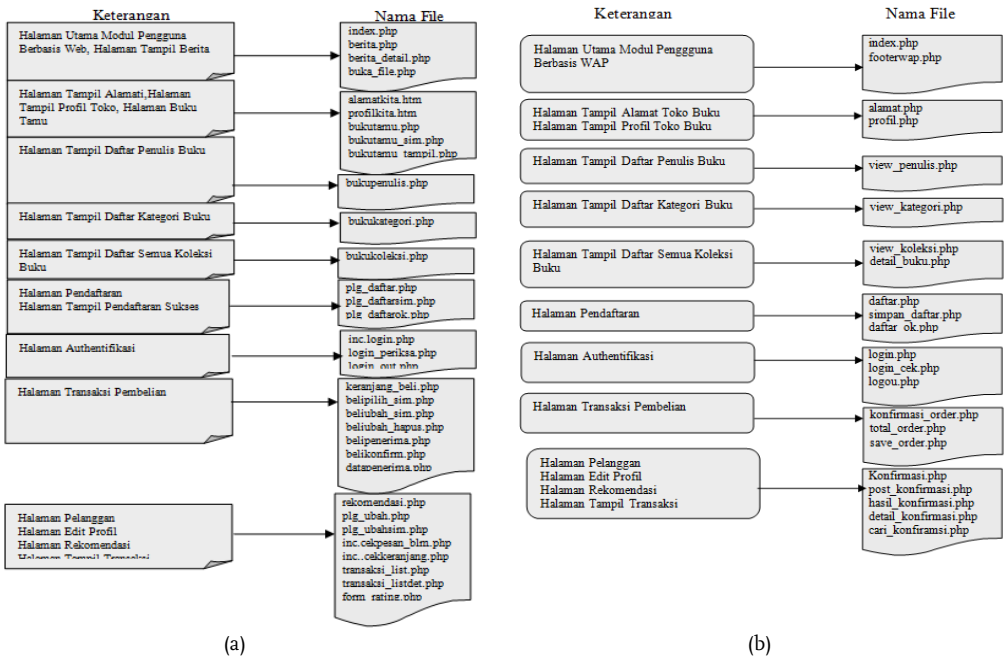 Keterangan
Nama File
Halaman Utama Modul Pengguna
Berbasis Web, Halaman Tampil Berita
index.php
berita.php
berita_detail.php
buka_file.php
Halaman Tampil Alamati,Halaman
Tampil Profil Toko, Halaman Buku
Tamu
alamatkita.htm
profilkita.htm
bukutamu.php
bukutamu_sim.php
bukutamu_tampil.php
Halaman Tampil Daftar Penulis Buku
bukupenulis.php
Halaman Tampil Daftar Kategori Buku
bukukategori.php
Halaman Tampil Daftar Semua Koleksi
Buku
bukukoleksi.php
Halaman Pendaftaran
Halaman Tampil Pendaftaran Sukses
plg_daftar.php
plg_daftarsim.php
plg_daftarok.php
Halaman Authentifikasi
inc.login.php
login_periksa.php
login_out.php
Halaman Transaksi Pembelian
keranjang_beli.php
belipilih_sim.php
beliubah_sim.php
beliubah_hapus.php
belipenerima.php
belikonfirm.php
datapenerima.php
Halaman Pelanggan
Halaman Edit Profil
Halaman Rekomendasi
Halaman Tampil Transaksi
rekomendasi.php
plg_ubah.php
plg_ubahsim.php
inc.cekpesan_blm.php
inc..cekkeranjang.php
transaksi_list.php
transaksi_listdet.php
form_rating.php
(a)
Keterangan
Nama File
Halaman Utama Modul Penggguna
Berbasis WAP
index.php
footerwap.php
Halaman Tampil Alamat Toko Buku
Halaman Tampil Profil Toko Buku
alamat.php
profil.php
Halaman Tampil Daftar Penulis Buku
view_penulis.php
Halaman Tampil Daftar Kategori Buku
view_kategori.php
Halaman Tampil Daftar Semua Koleksi
Buku
view_koleksi.php
detail_buku.php
Halaman Pendaftaran
daftar.php
simpan_daftar.php
daftar_ok.php
Halaman Authentifikasi
login.php
login_cek.php
logou.php
Halaman Transaksi Pembelian
konfirmasi_order.php
total_order.php
save_order.php
Halaman Pelanggan
Halaman Edit Profil
Halaman Rekomendasi
Halaman Tampil Transaksi
Konfirmasi.php
post_konfirmasi.php
hasil_konfirmasi.php
detail_konfirmasi.php
cari_konfiramsi.php
(b)